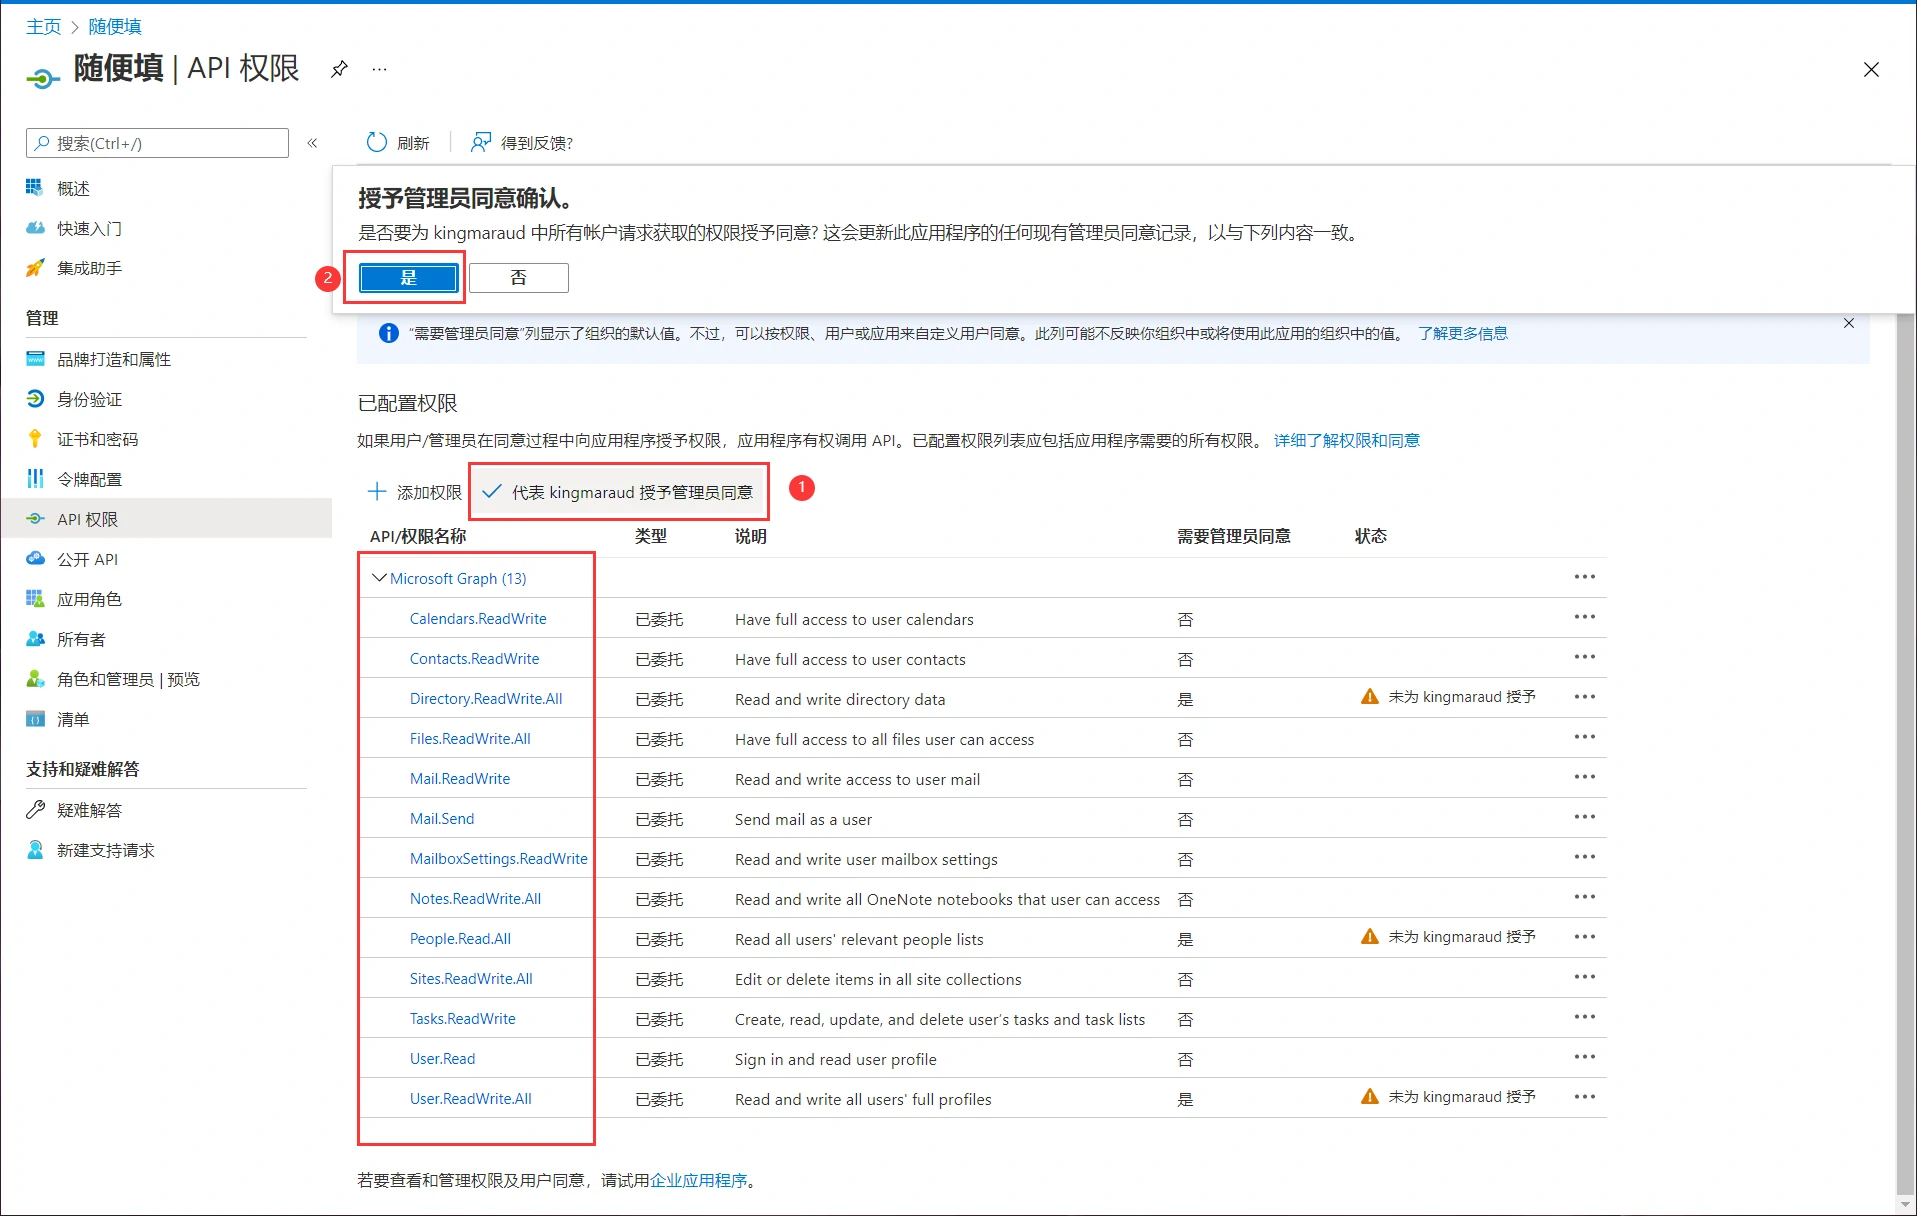 主页 > 随便填
随便填 | API 权限 ...
搜索(Ctrl+/)
«
概述
快速入门
集成助手
管理
品牌打造和属性
身份验证
证书和密码
令牌配置
API 权限
公开 API
应用角色
所有者
角色和管理员 | 预览
清单
支持和疑难解答
疑难解答
新建支持请求
刷新 | 得到反馈?
授予管理员同意确认。
是否要为 kingmaraud 中所有帐户请求获取的权限授予同意? 这会更新此应用程序的任何现有管理员同意记录，以与下列内容一致。
2 是 否
“需要管理员同意”列显示了组织的默认值。不过，可以按权限、用户或应用来自定义用户同意。此列可能不反映你组织中或将使用此应用的组织中的值。 了解更多信息
已配置权限
如果用户/管理员在同意过程中向应用程序授予权限，应用程序有权调用 API。已配置权限列表应包括应用程序需要的所有权限。 详细了解权限和同意
添加权限 代表 kingmaraud 授予管理员同意 1
API/权限名称 类型 说明 需要管理员同意 状态
Microsoft Graph (13) ...
Calendars.ReadWrite 已委托 Have full access to user calendars 否 ...
Contacts.ReadWrite 已委托 Have full access to user contacts 否 ...
Directory.ReadWrite.All 已委托 Read and write directory data 是 未为 kingmaraud 授予 ...
Files.ReadWrite.All 已委托 Have full access to all files user can access 否 ...
Mail.ReadWrite 已委托 Read and write access to user mail 否 ...
Mail.Send 已委托 Send mail as a user 否 ...
MailboxSettings.ReadWrite 已委托 Read and write user mailbox settings 否 ...
Notes.ReadWrite.All 已委托 Read and write all OneNote notebooks that user can access 否 ...
People.Read.All 已委托 Read all users' relevant people lists 是 未为 kingmaraud 授予 ...
Sites.ReadWrite.All 已委托 Edit or delete items in all site collections 否 ...
Tasks.ReadWrite 已委托 Create, read, update, and delete user's tasks and task lists 否 ...
User.Read 已委托 Sign in and read user profile 否 ...
User.ReadWrite.All 已委托 Read and write all users' full profiles 是 未为 kingmaraud 授予 ...
若要查看和管理权限及用户同意，请试用企业应用程序。